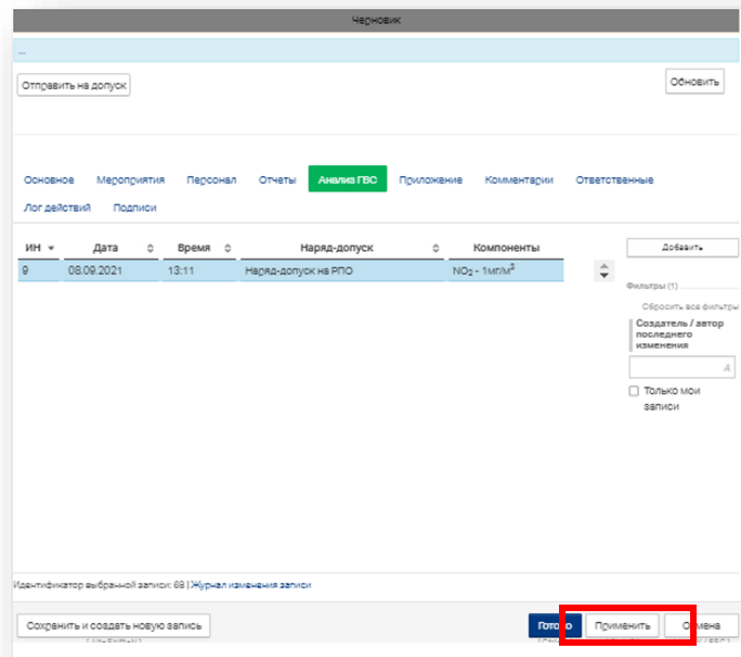 Черновик
...
Отправить на допуск
Обновить
Основное Мероприятия Персонал Отчеты Анализ ГВС Приложение Комментарии Ответственные
Лог действий Подписи
ИН Дата Время Наряд-допуск Компоненты
Добавить
9 08.09.2021 13:11 Наряд-допуск на РПО NO₂ - 1мг/м³
Фильтры (1)
Сбросить все фильтры
Создатель / автор
последнего
изменения
A
Только мои
записи
Идентификатор выбранной записи: 68 | Журнал изменения записи
Сохранить и создать новую запись
Готово Применить Отмена